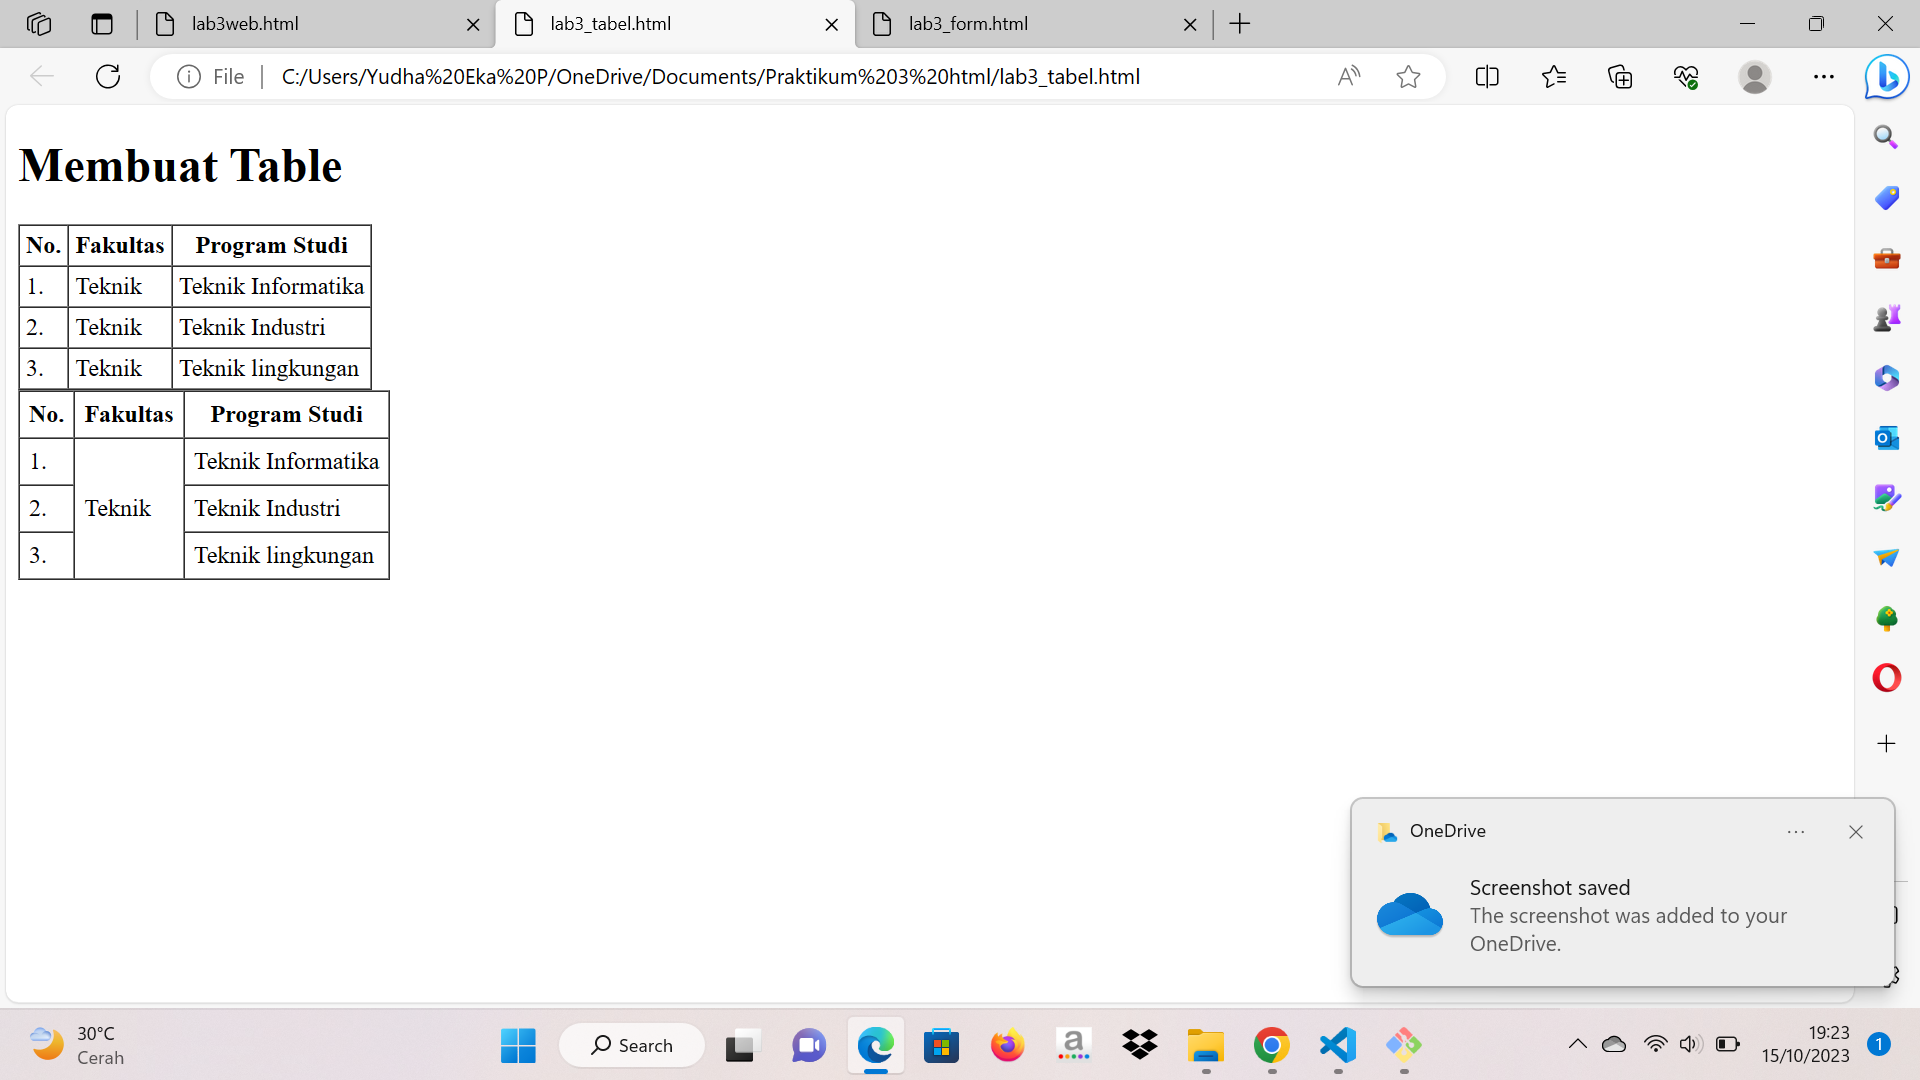 lab3web.html
lab3_tabel.html
lab3_form.html
File
C:/Users/Yudha%20Eka%20P/OneDrive/Documents/Praktikum%203%20html/lab3_tabel.html
Membuat Table
No. Fakultas Program Studi
1. Teknik Teknik Informatika
2. Teknik Teknik Industri
3. Teknik Teknik lingkungan
No. Fakultas Program Studi
1. Teknik Informatika
2. Teknik Teknik Industri
3. Teknik lingkungan
OneDrive
Screenshot saved
The screenshot was added to your
OneDrive.
30°C
Cerah
Search
19:23
15/10/2023
1